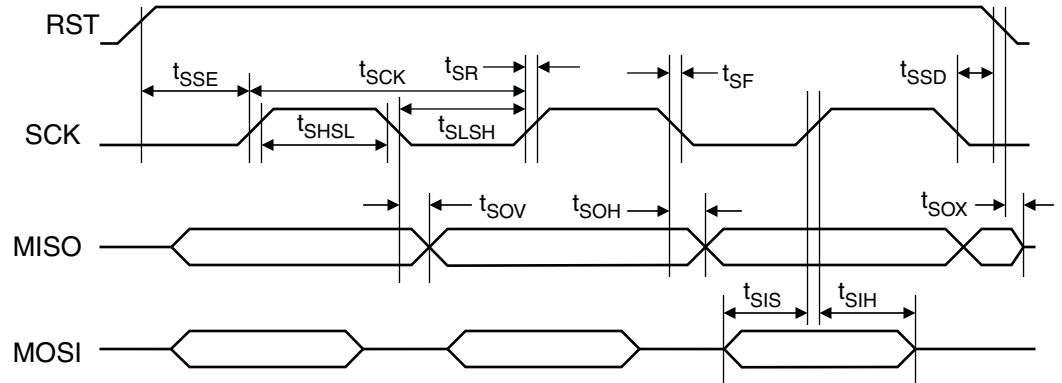 RST
tSSE
tSCK
tSR
tSF
tSSD
SCK
tSHSL
tSLSH
tSOV
tSOH
tSOX
MISO
tSIS
tSIH
MOSI